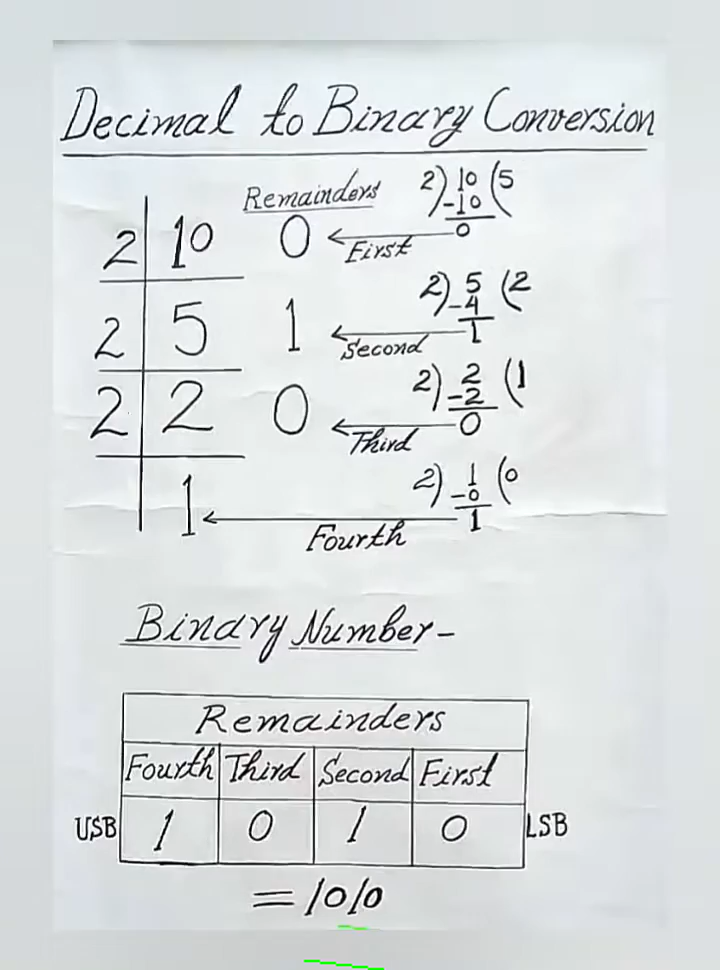 Decimal to Binary Conversion
Remainders 2) 10 (5
-10
2 10 0 First 0
2) 5 (2
-4
2 5 1 Second 1
2) 2 (1
-2
2 2 0 Third 0
2) 1 (0
-0
1 Fourth 1
Binary Number-
Remainders
Fourth Third Second First
USB 1 0 1 0 LSB
=1010